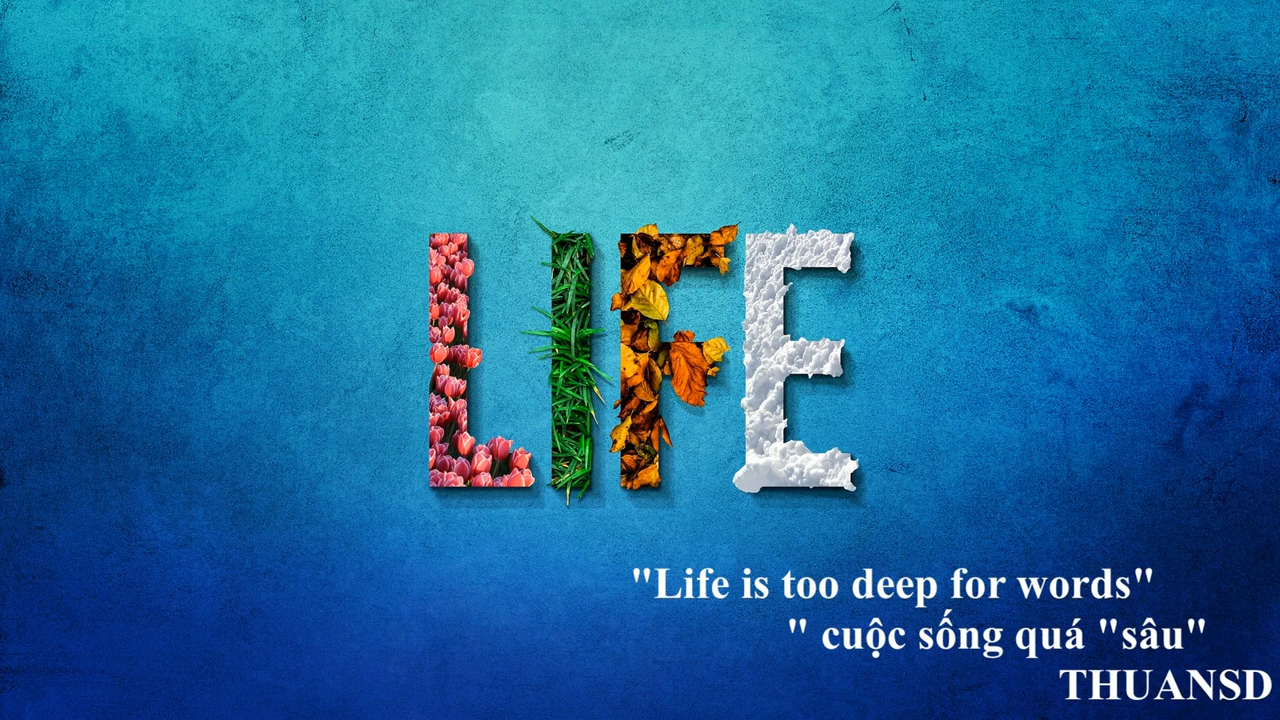 LIFE
"Life is too deep for words"
" cuộc sống quá "sâu"
THUANSD